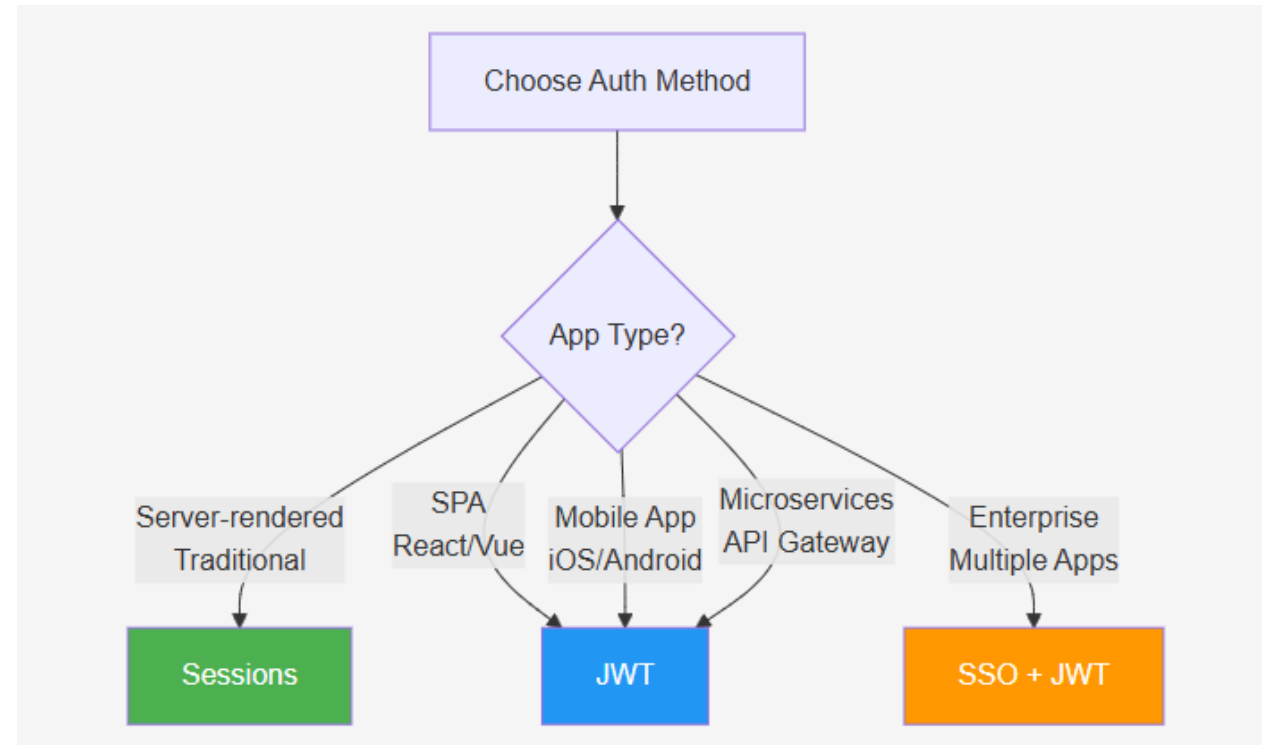 Choose Auth Method
App Type?
Server-rendered
Traditional
SPA
React/Vue
Mobile App
iOS/Android
Microservices
API Gateway
Enterprise
Multiple Apps
Sessions
JWT
SSO + JWT